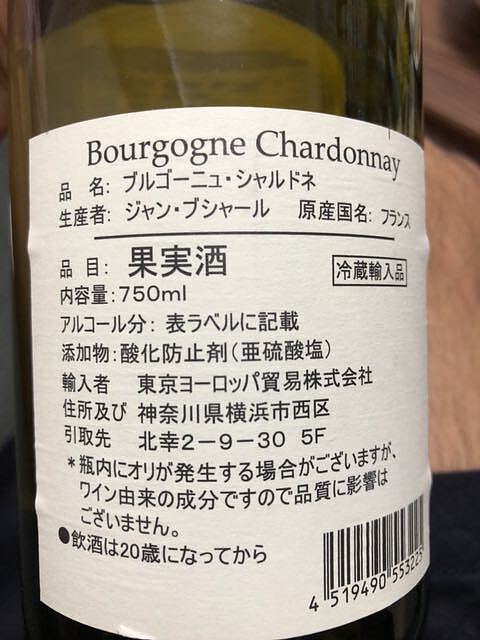 Bourgogne Chardonnay
品 名: ブルゴーニュ・シャルドネ
生産者: ジャン・ブシャール 原産国名: フランス
品 目: 果実酒 冷蔵輸入品
内容量:750ml
アルコール分: 表ラベルに記載
添加物:酸化防止剤(亜硫酸塩)
輸入者 東京ヨーロッパ貿易株式会社
住所及び 神奈川県横浜市西区
引取先 北幸2-9-30 5F
*瓶内にオリが発生する場合がございますが、
ワイン由来の成分ですので品質に影響は
ございません。
●飲酒は20歳になってから
4 519490 553225